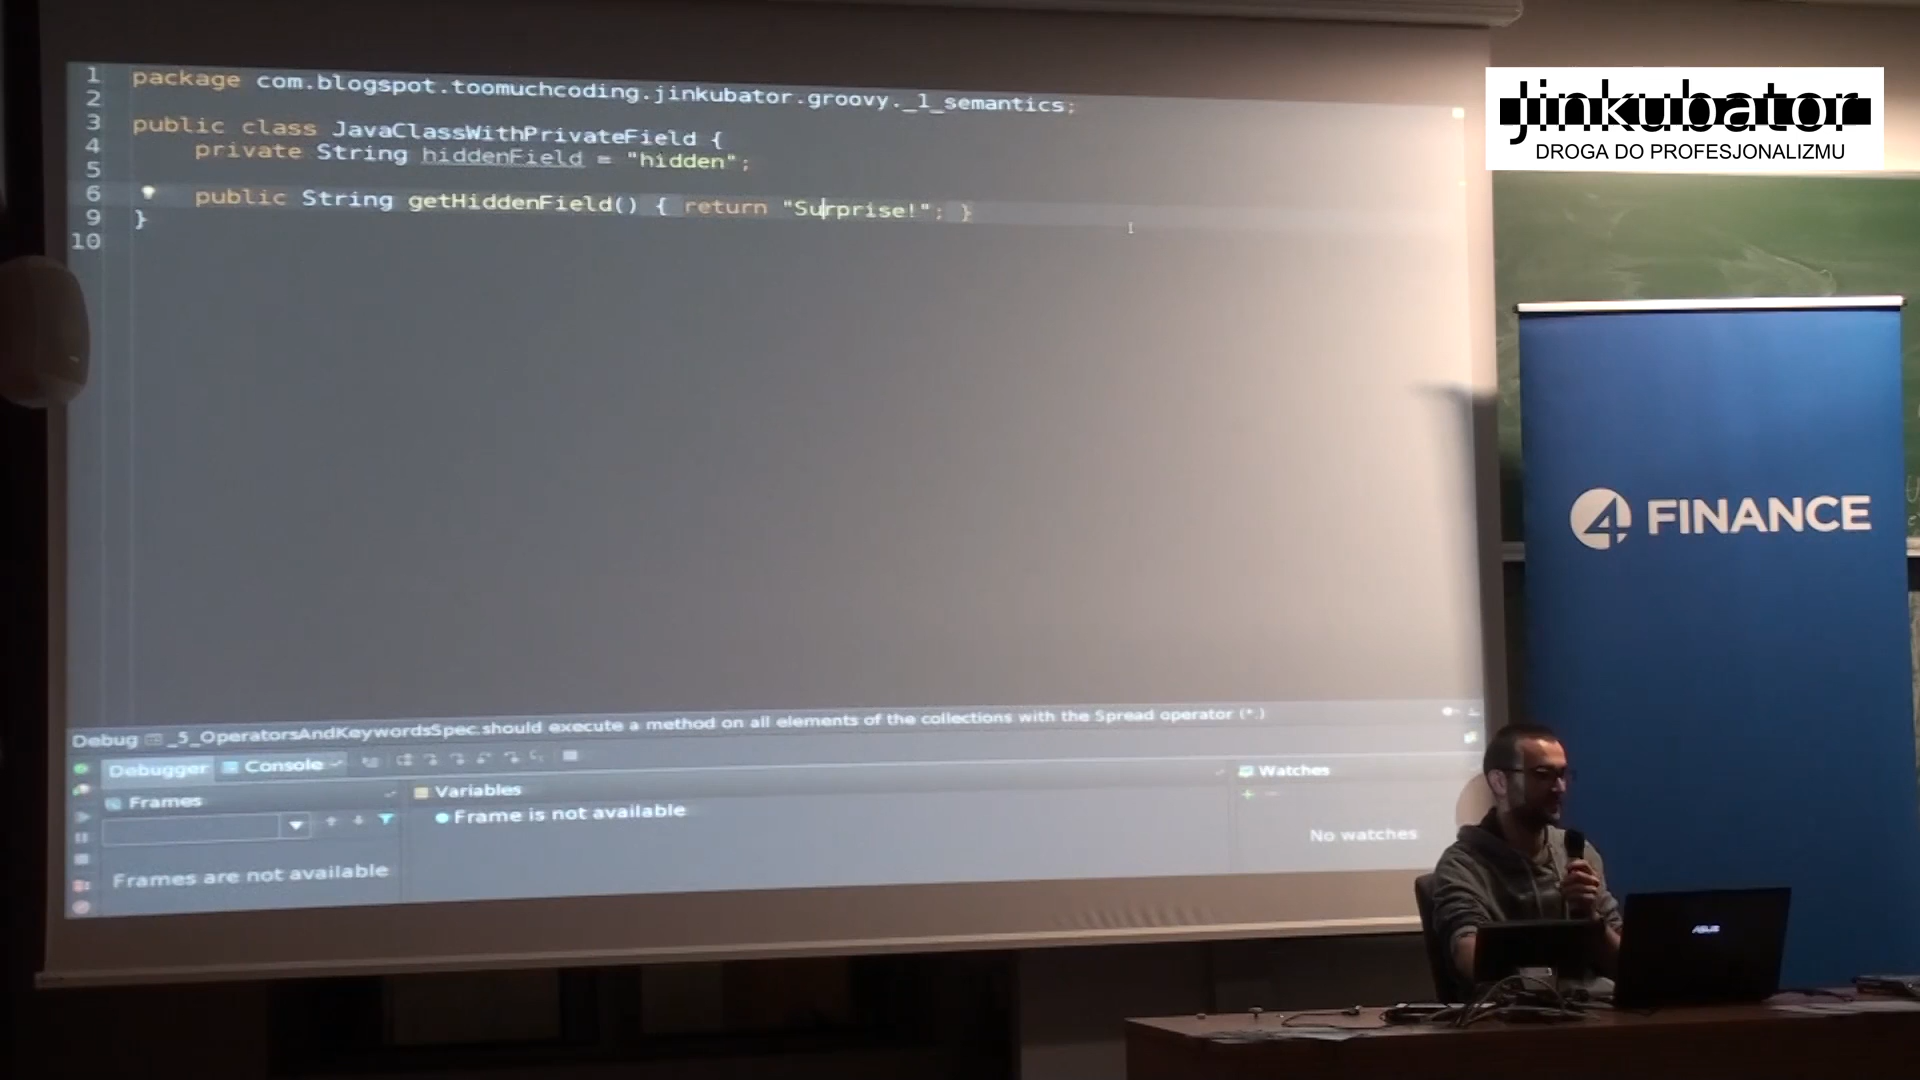 1 package com.blogspot.toomuchcoding.jinkubator.groovy._1_semantics;
2
3 public class JavaClassWithPrivateField {
4 private String hiddenField = "hidden";
5
6 public String getHiddenField() { return "Surprise!"; }
9 }
10
Debug _5_OperatorsAndKeywordsSpec.should execute a method on all elements of the collections with the Spread operator (*.)
Debugger Console
Frames
Variables
Watches
Frame is not available
No watches
Frames are not available
Jinkubator
DROGA DO PROFESJONALIZMU
4 FINANCE
ASUS